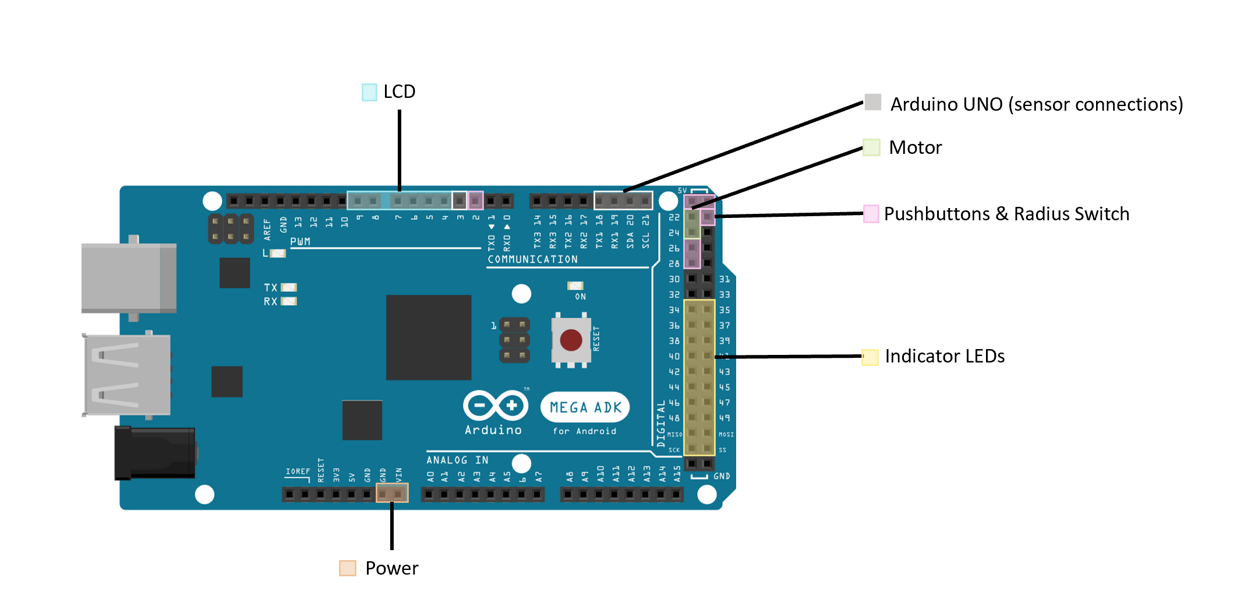 LCD
Arduino UNO (sensor connections)
Motor
Pushbuttons & Radius Switch
Indicator LEDs
Power
AREF
GND
13
12
11
10
9
8
7
6
5
4
3
2
TX0 ◀ 1
RX0 ▶ 0
TX3 14
RX3 15
TX2 16
RX2 17
TX1 18
RX1 19
SDA 20
SCL 21
5V
PWM
COMMUNICATION
L
TX
RX
ON
1
RESET
22
24
26
28
30 31
32 33
34 35
36 37
38 39
40
42 43
44 45
46 47
48 49
MISO MOSI
SCK SS
GND
DIGITAL
™
Arduino
MEGA ADK
for Android
ANALOG IN
IOREF
RESET
3V3
5V
GND
GND
VIN
A0
A1
A2
A3
A4
A5
6
A7
A8
A9
A10
A11
A12
A13
A14
A15